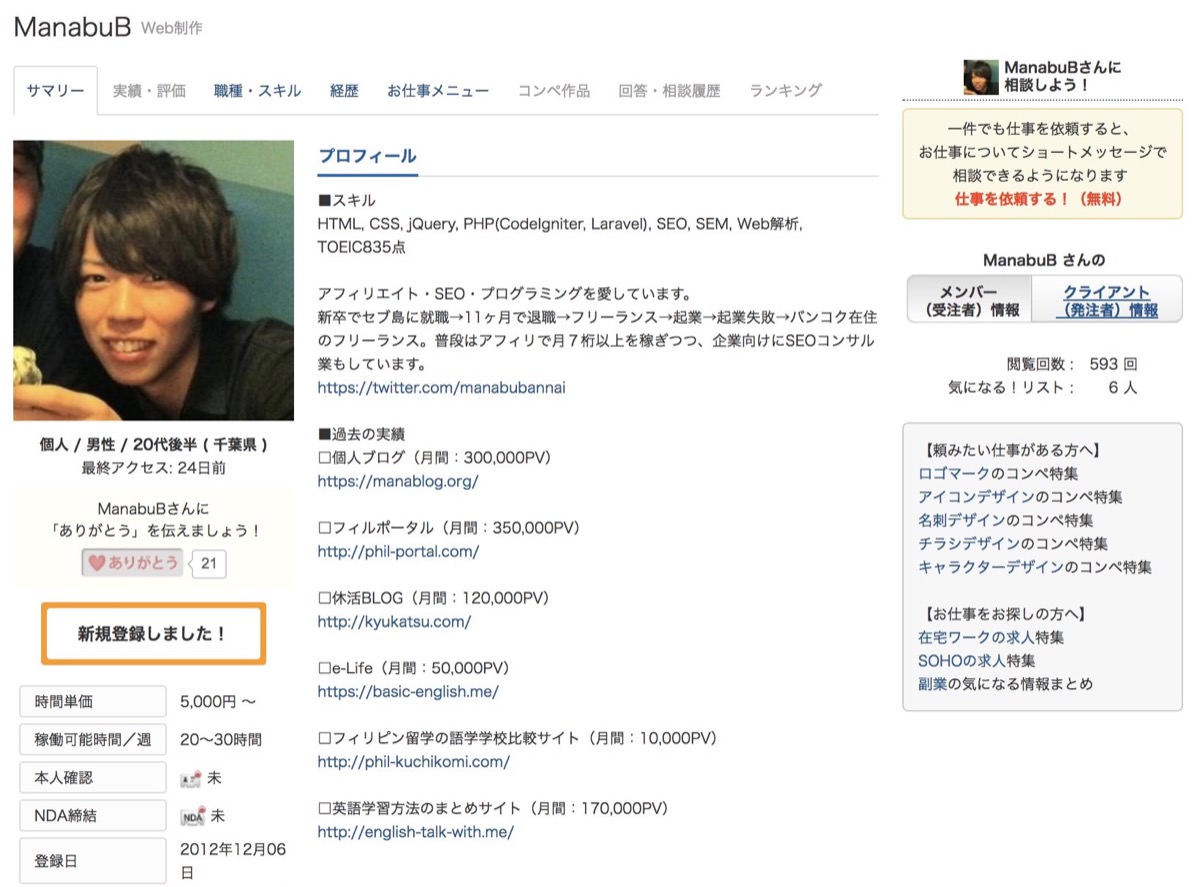 ManabuB Web制作
サマリー 実績・評価 職種・スキル 経歴 お仕事メニュー コンペ作品 回答・相談履歴 ランキング
個人 / 男性 / 20代後半 ( 千葉県 )
最終アクセス: 24日前
ManabuBさんに
「ありがとう」を伝えましょう！
ありがとう 21
新規登録しました！
時間単価 5,000円 〜
稼働可能時間／週 20〜30時間
本人確認 未
NDA締結 NDA 未
登録日 2012年12月06
日
プロフィール
■スキル
HTML, CSS, jQuery, PHP(CodeIgniter, Laravel), SEO, SEM, Web解析,
TOEIC835点
アフィリエイト・SEO・プログラミングを愛しています。
新卒でセブ島に就職→11ヶ月で退職→フリーランス→起業→起業失敗→バンコク在住
のフリーランス。普段はアフィリで月７桁以上を稼ぎつつ、企業向けにSEOコンサル
業もしています。
https://twitter.com/manabubannai
■過去の実績
□個人ブログ（月間：300,000PV）
https://manablog.org/
□フィルポータル（月間：350,000PV）
http://phil-portal.com/
□休活BLOG（月間：120,000PV）
http://kyukatsu.com/
□e-Life（月間：50,000PV）
https://basic-english.me/
□フィリピン留学の語学学校比較サイト（月間：10,000PV）
http://phil-kuchikomi.com/
□英語学習方法のまとめサイト（月間：170,000PV）
http://english-talk-with.me/
ManabuBさんに
相談しよう！
一件でも仕事を依頼すると、
お仕事についてショートメッセージで
相談できるようになります
仕事を依頼する！（無料）
ManabuB さんの
メンバー
（受注者）情報
クライアント
（発注者）情報
閲覧回数： 593 回
気になる！リスト： 6 人
【頼みたい仕事がある方へ】
ロゴマークのコンペ特集
アイコンデザインのコンペ特集
名刺デザインのコンペ特集
チラシデザインのコンペ特集
キャラクターデザインのコンペ特集
【お仕事をお探しの方へ】
在宅ワークの求人特集
SOHOの求人特集
副業の気になる情報まとめ